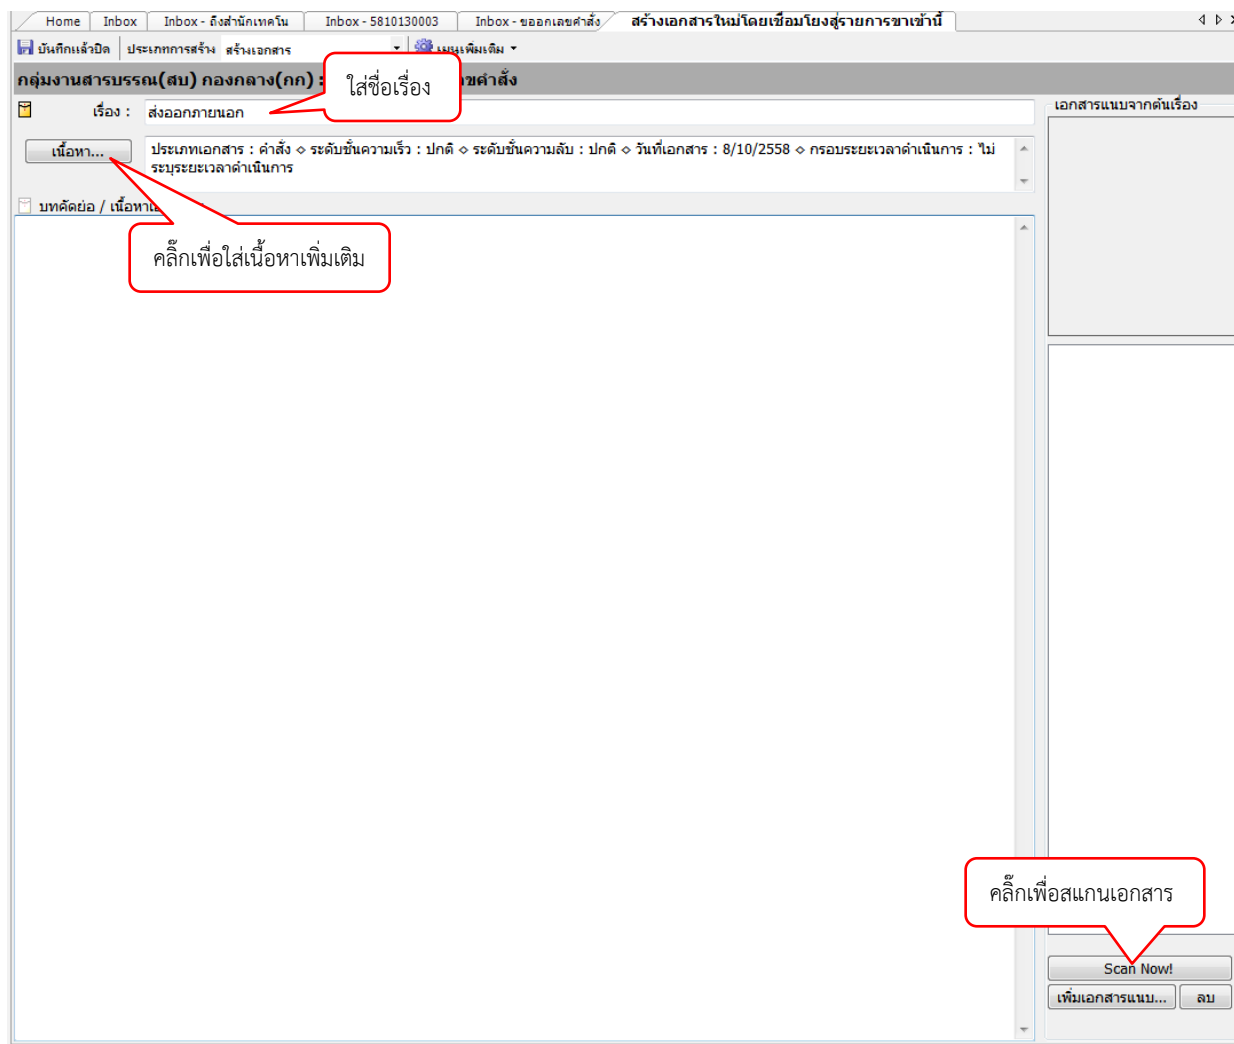 Home Inbox Inbox - ถึงสำนักเทคโน Inbox - 5810130003 Inbox - ขออกเลขคำสั่ง สร้างเอกสารใหม่โดยเชื่อมโยงสู่รายการขาเข้านี้
บันทึกแล้วปิด ประเภทการสร้าง สร้างเอกสาร เมนูเพิ่มเติม
กลุ่มงานสารบรรณ(สบ) กองกลาง(กก) :
ใส่ชื่อเรื่อง
เรื่อง : ส่งออกภายนอก
เอกสารแนบจากต้นเรื่อง
เนื้อหา... ประเภทเอกสาร : คำสั่ง ◇ ระดับชั้นความเร็ว : ปกติ ◇ ระดับชั้นความลับ : ปกติ ◇ วันที่เอกสาร : 8/10/2558 ◇ กรอบระยะเวลาดำเนินการ : ไม่
ระบุระยะเวลาดำเนินการ
บทคัดย่อ /
คลิ๊กเพื่อใส่เนื้อหาเพิ่มเติม
คลิ๊กเพื่อสแกนเอกสาร
Scan Now!
เพิ่มเอกสารแนบ... ลบ